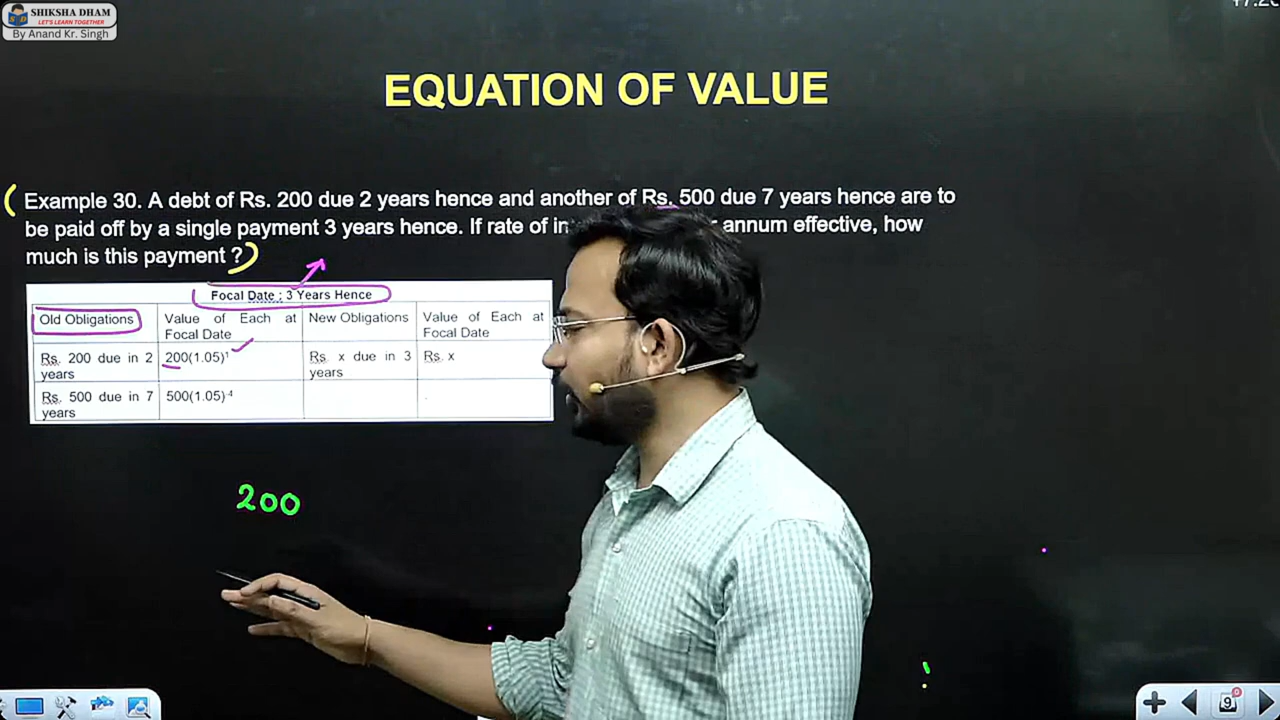 SHIKSHA DHAM
LET'S LEARN TOGETHER
By Anand Kr. Singh
EQUATION OF VALUE
Example 30. A debt of Rs. 200 due 2 years hence and another of Rs. 500 due 7 years hence are to
be paid off by a single payment 3 years hence. If rate of annum effective, how
much is this payment ?
Focal Date ; 3 Years Hence
Old Obligations
Value of Each at Focal Date
New Obligations
Value of Each at Focal Date
Rs. 200 due in 2 years
200(1.05)¹
Rs. x due in 3 years
Rs. x
Rs. 500 due in 7 years
500(1.05)⁻⁴
200
9
0